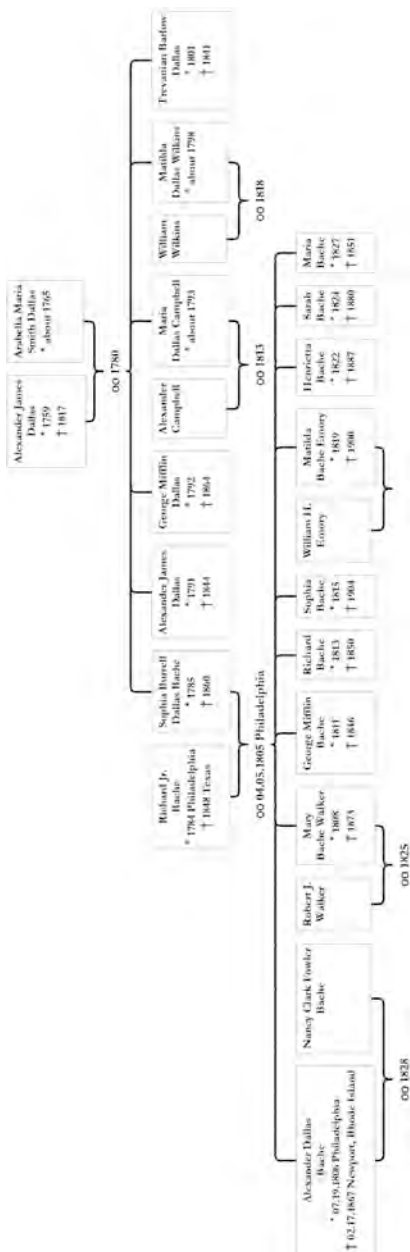 Alexander James
Dallas
* 1759
† 1817
Arabella Maria
Smith Dallas
* about 1765
oo 1780
Richard Jr.
Bache
* 1784 Philadelphia
† 1848 Texas
Sophia Burrell
Dallas Bache
* 1785
† 1860
Alexander James
Dallas
* 1791
† 1844
George Mifflin
Dallas
* 1792
† 1864
Alexander
Campbell
Maria
Dallas Campbell
* about 1793
William
Wilkins
Matilda
Dallas Wilkins
* about 1798
Trevanian Barlow
Dallas
* 1801
† 1841
oo 04.05.1805 Philadelphia
oo 1813
oo 1818
Alexander Dallas
Bache
* 07.19.1806 Philadelphia
† 02.17.1867 Newport, Rhode Island
Nancy Clark Fowler
Bache
Robert J.
Walker
Mary
Bache Walker
* 1808
† 1873
George Mifflin
Bache
* 1811
† 1846
Richard
Bache
* 1813
† 1850
Sophia
Bache
* 1815
† 1904
William H.
Emory
Matilda
Bache Emory
* 1819
† 1900
Henrietta
Bache
* 1822
† 1887
Sarah
Bache
* 1824
† 1880
Maria
Bache
* 1827
† 1851
oo 1828
oo 1825